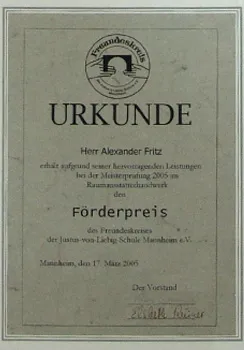 Freundeskreis
URKUNDE
Herr Alexander Fritz
erhält aufgrund seiner hervorragenden Leistungen
bei der Meisterprüfung 2005 im
Raumausstatterhandwerk
den
Förderpreis
des Freundeskreises
der Justus-von-Liebig-Schule Mannheim e.V.
Mannheim, den 17. März 2005
Der Vorstand